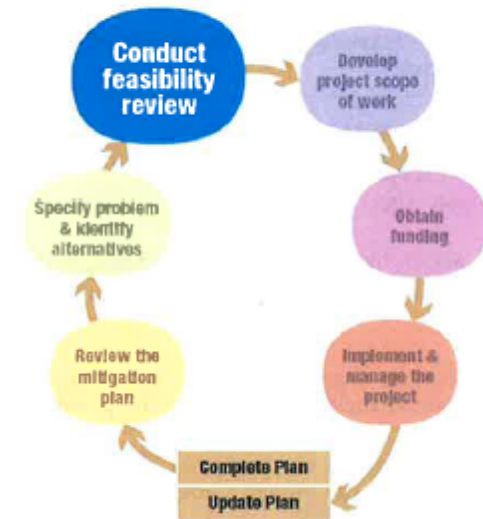 Conduct
feasibility
review
Develop
project scope
of work
Obtain
funding
Implement &
manage the
project
Complete Plan
Update Plan
Review the
mitigation
plan
Specify problem
& identify
alternatives